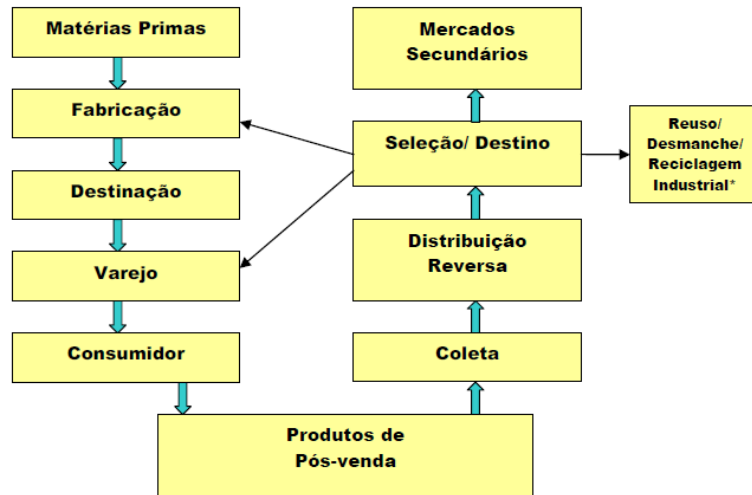 Matérias Primas
Fabricação
Destinação
Varejo
Consumidor
Produtos de
Pós-venda
Coleta
Distribuição
Reversa
Seleção/ Destino
Mercados
Secundários
Reuso/
Desmanche/
Reciclagem
Industrial*